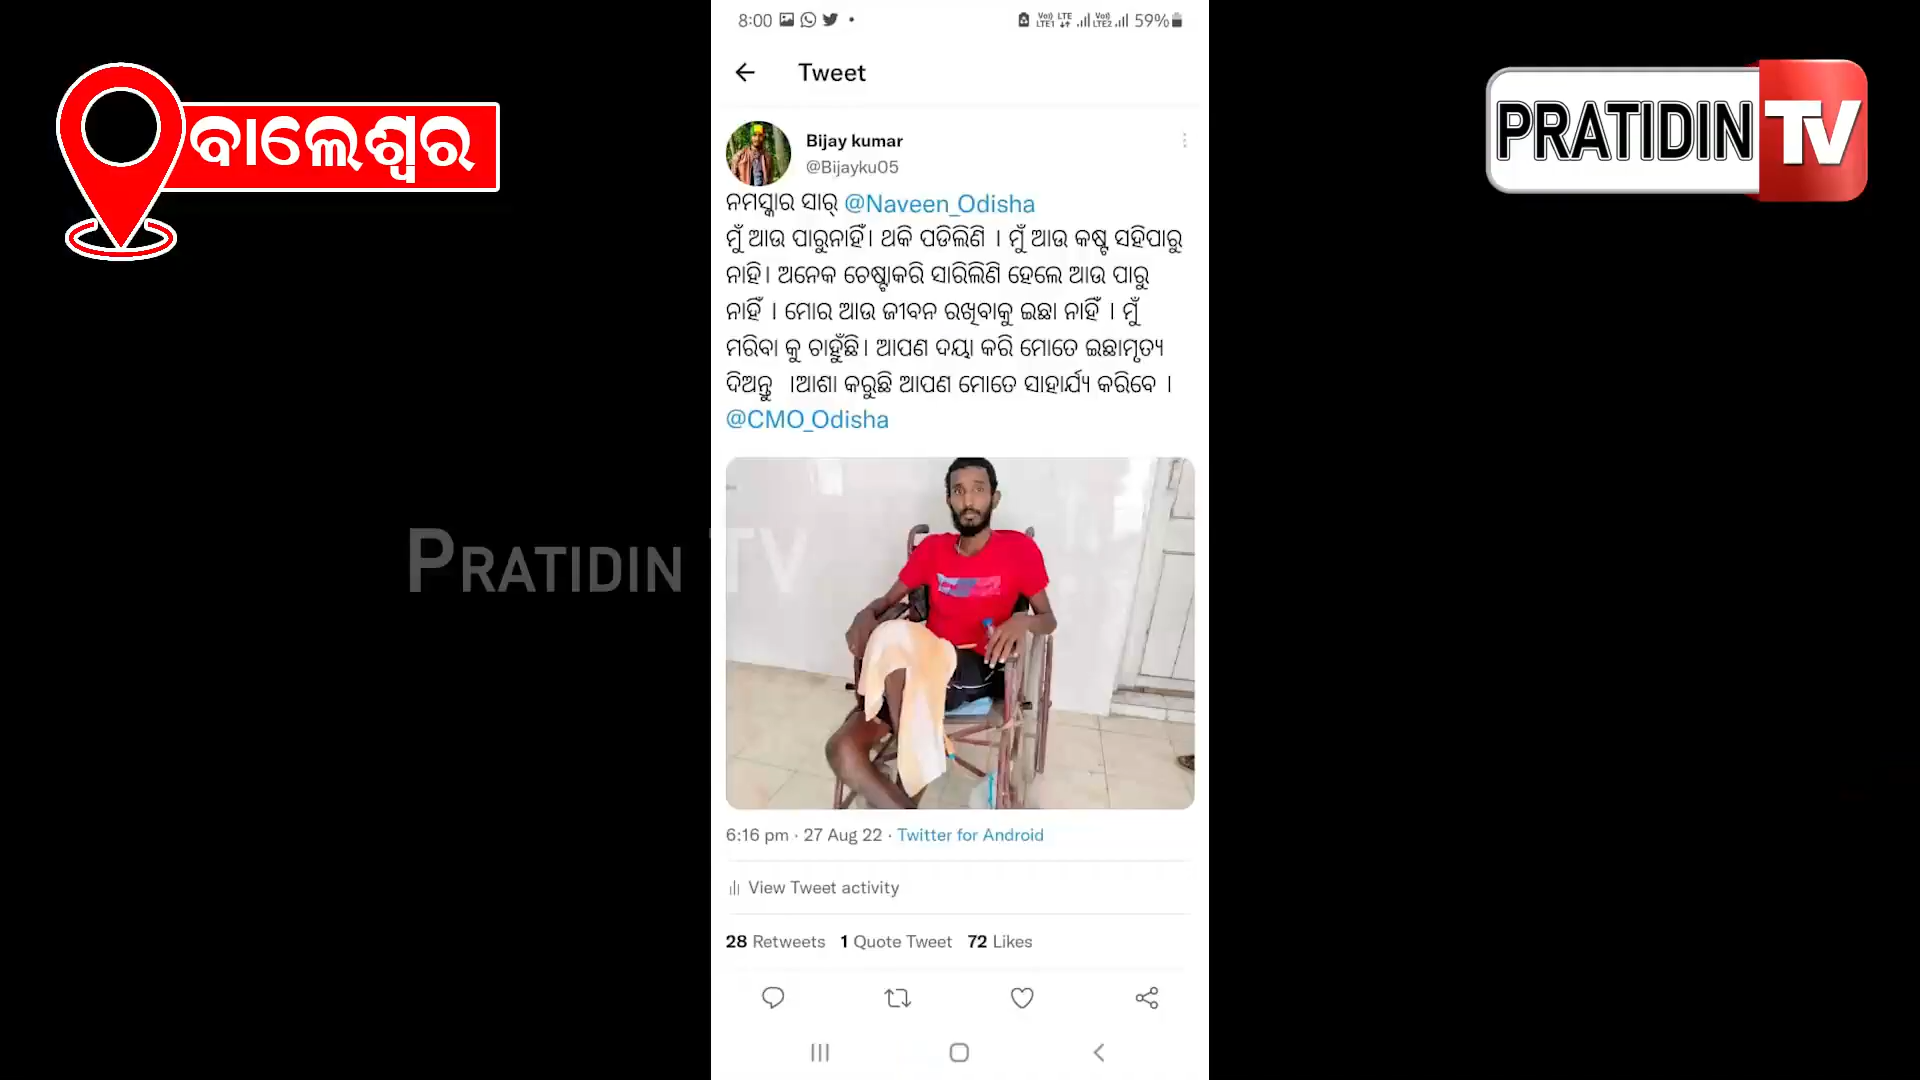 8:00
59%
ବାଲେଶ୍ୱର
PRATIDIN TV
Tweet
Bijay kumar
@Bijayku05
ନମସ୍କାର ସାର୍ @Naveen_Odisha
ମୁଁ ଆଉ ପାରୁନାହିଁ। ଥକି ପଡିଲିଣି । ମୁଁ ଆଉ କଷ୍ଟ ସହିପାରୁ
ନାହି। ଅନେକ ଚେଷ୍ଟାକରି ସାରିଲିଣି ହେଲେ ଆଉ ପାରୁ
ନାହିଁ । ମୋର ଆଉ ଜୀବନ ରଖିବାକୁ ଇଛା ନାହିଁ । ମୁଁ
ମରିବା କୁ ଚାହୁଁଛି। ଆପଣ ଦୟା କରି ମୋତେ ଇଛାମୃତ୍ୟ
ଦିଅନ୍ତୁ ।ଆଶା କରୁଛି ଆପଣ ମୋତେ ସାହାର୍ଯ୍ୟ କରିବେ ।
@CMO_Odisha
PRATIDIN TV
6:16 pm · 27 Aug 22 · Twitter for Android
View Tweet activity
28 Retweets 1 Quote Tweet 72 Likes